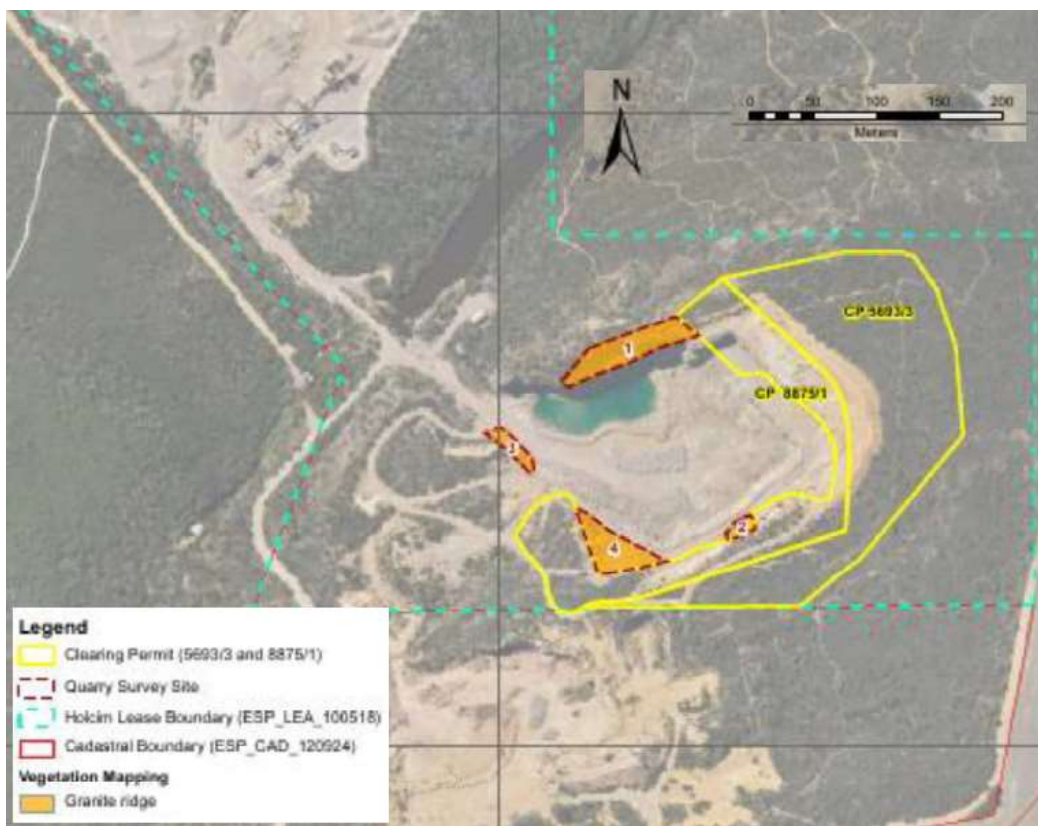 N
0 50 100 150 200
Meters
CP 5693/3
1
CP 8875/1
3
2
4
Legend
Clearing Permit (5693/3 and 8875/1)
Quarry Survey Site
Holcim Lease Boundary (ESP_LEA_100518)
Cadastral Boundary (ESP_CAD_120924)
Vegetation Mapping
Granite ridge